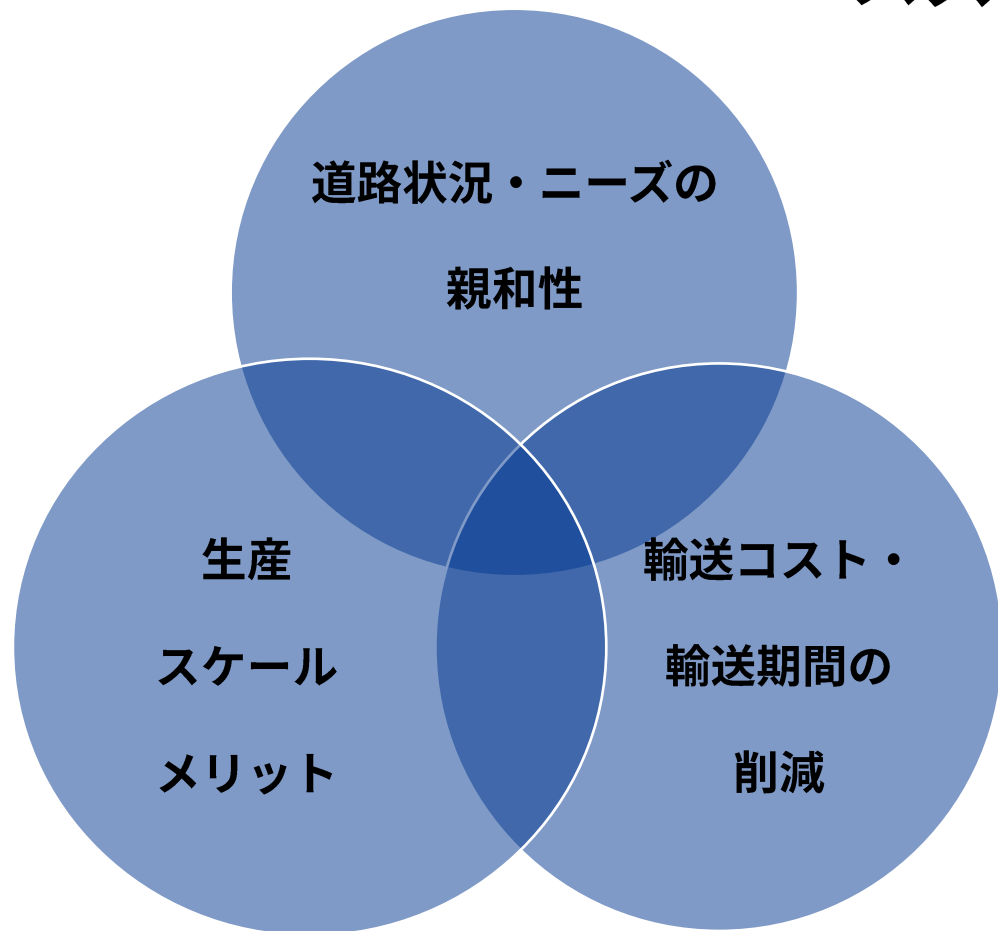 道路状況・ニーズの
親和性
生産
スケール
メリット
輸送コスト・
輸送期間の
削減